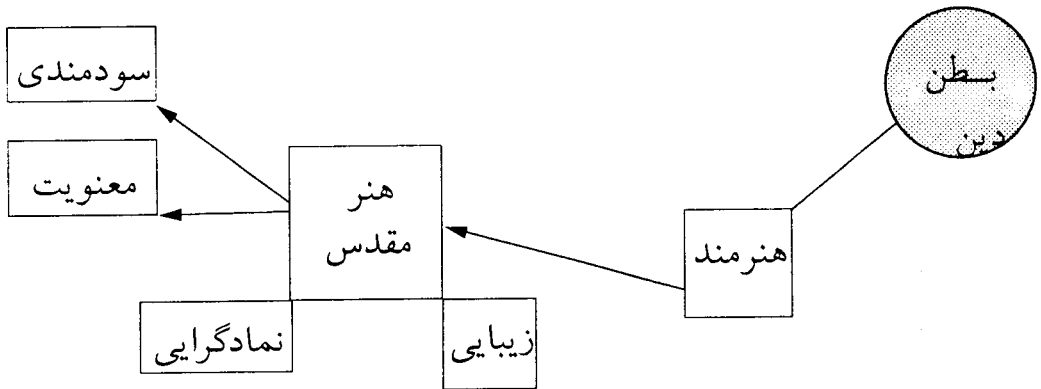 بطن
دین
هنرمند
هنر
مقدس
زیبایی
نمادگرایی
سودمندی
معنویت